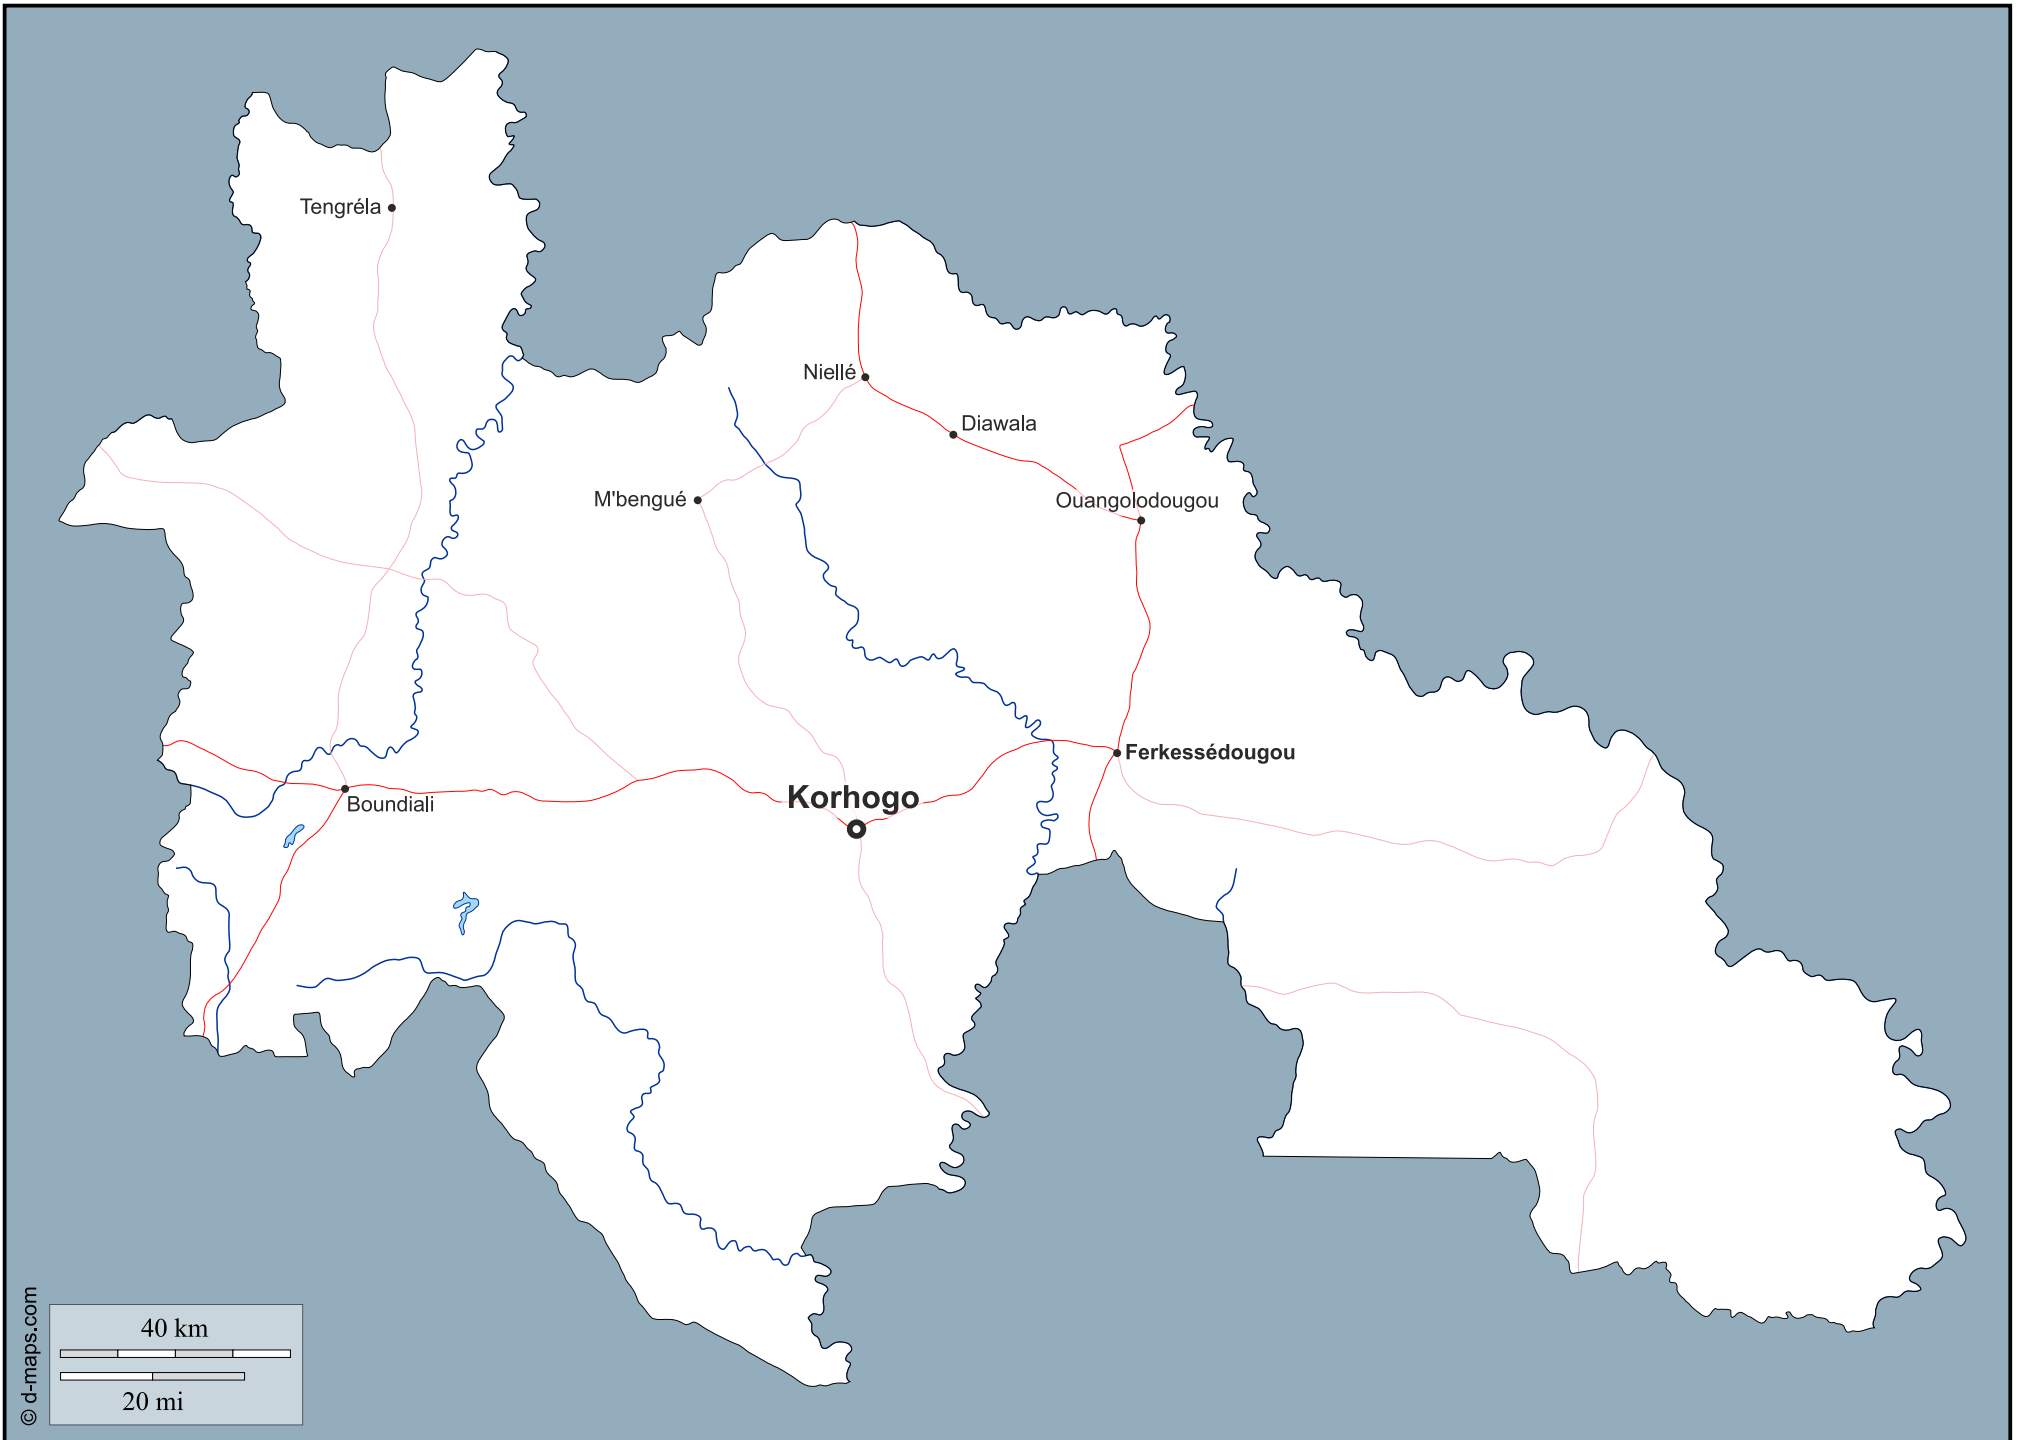 Tengréla
Niellé
Diawala
M'bengué
Ouangolodougou
Ferkessédougou
Korhogo
Boundiali
40 km
20 mi
© d-maps.com